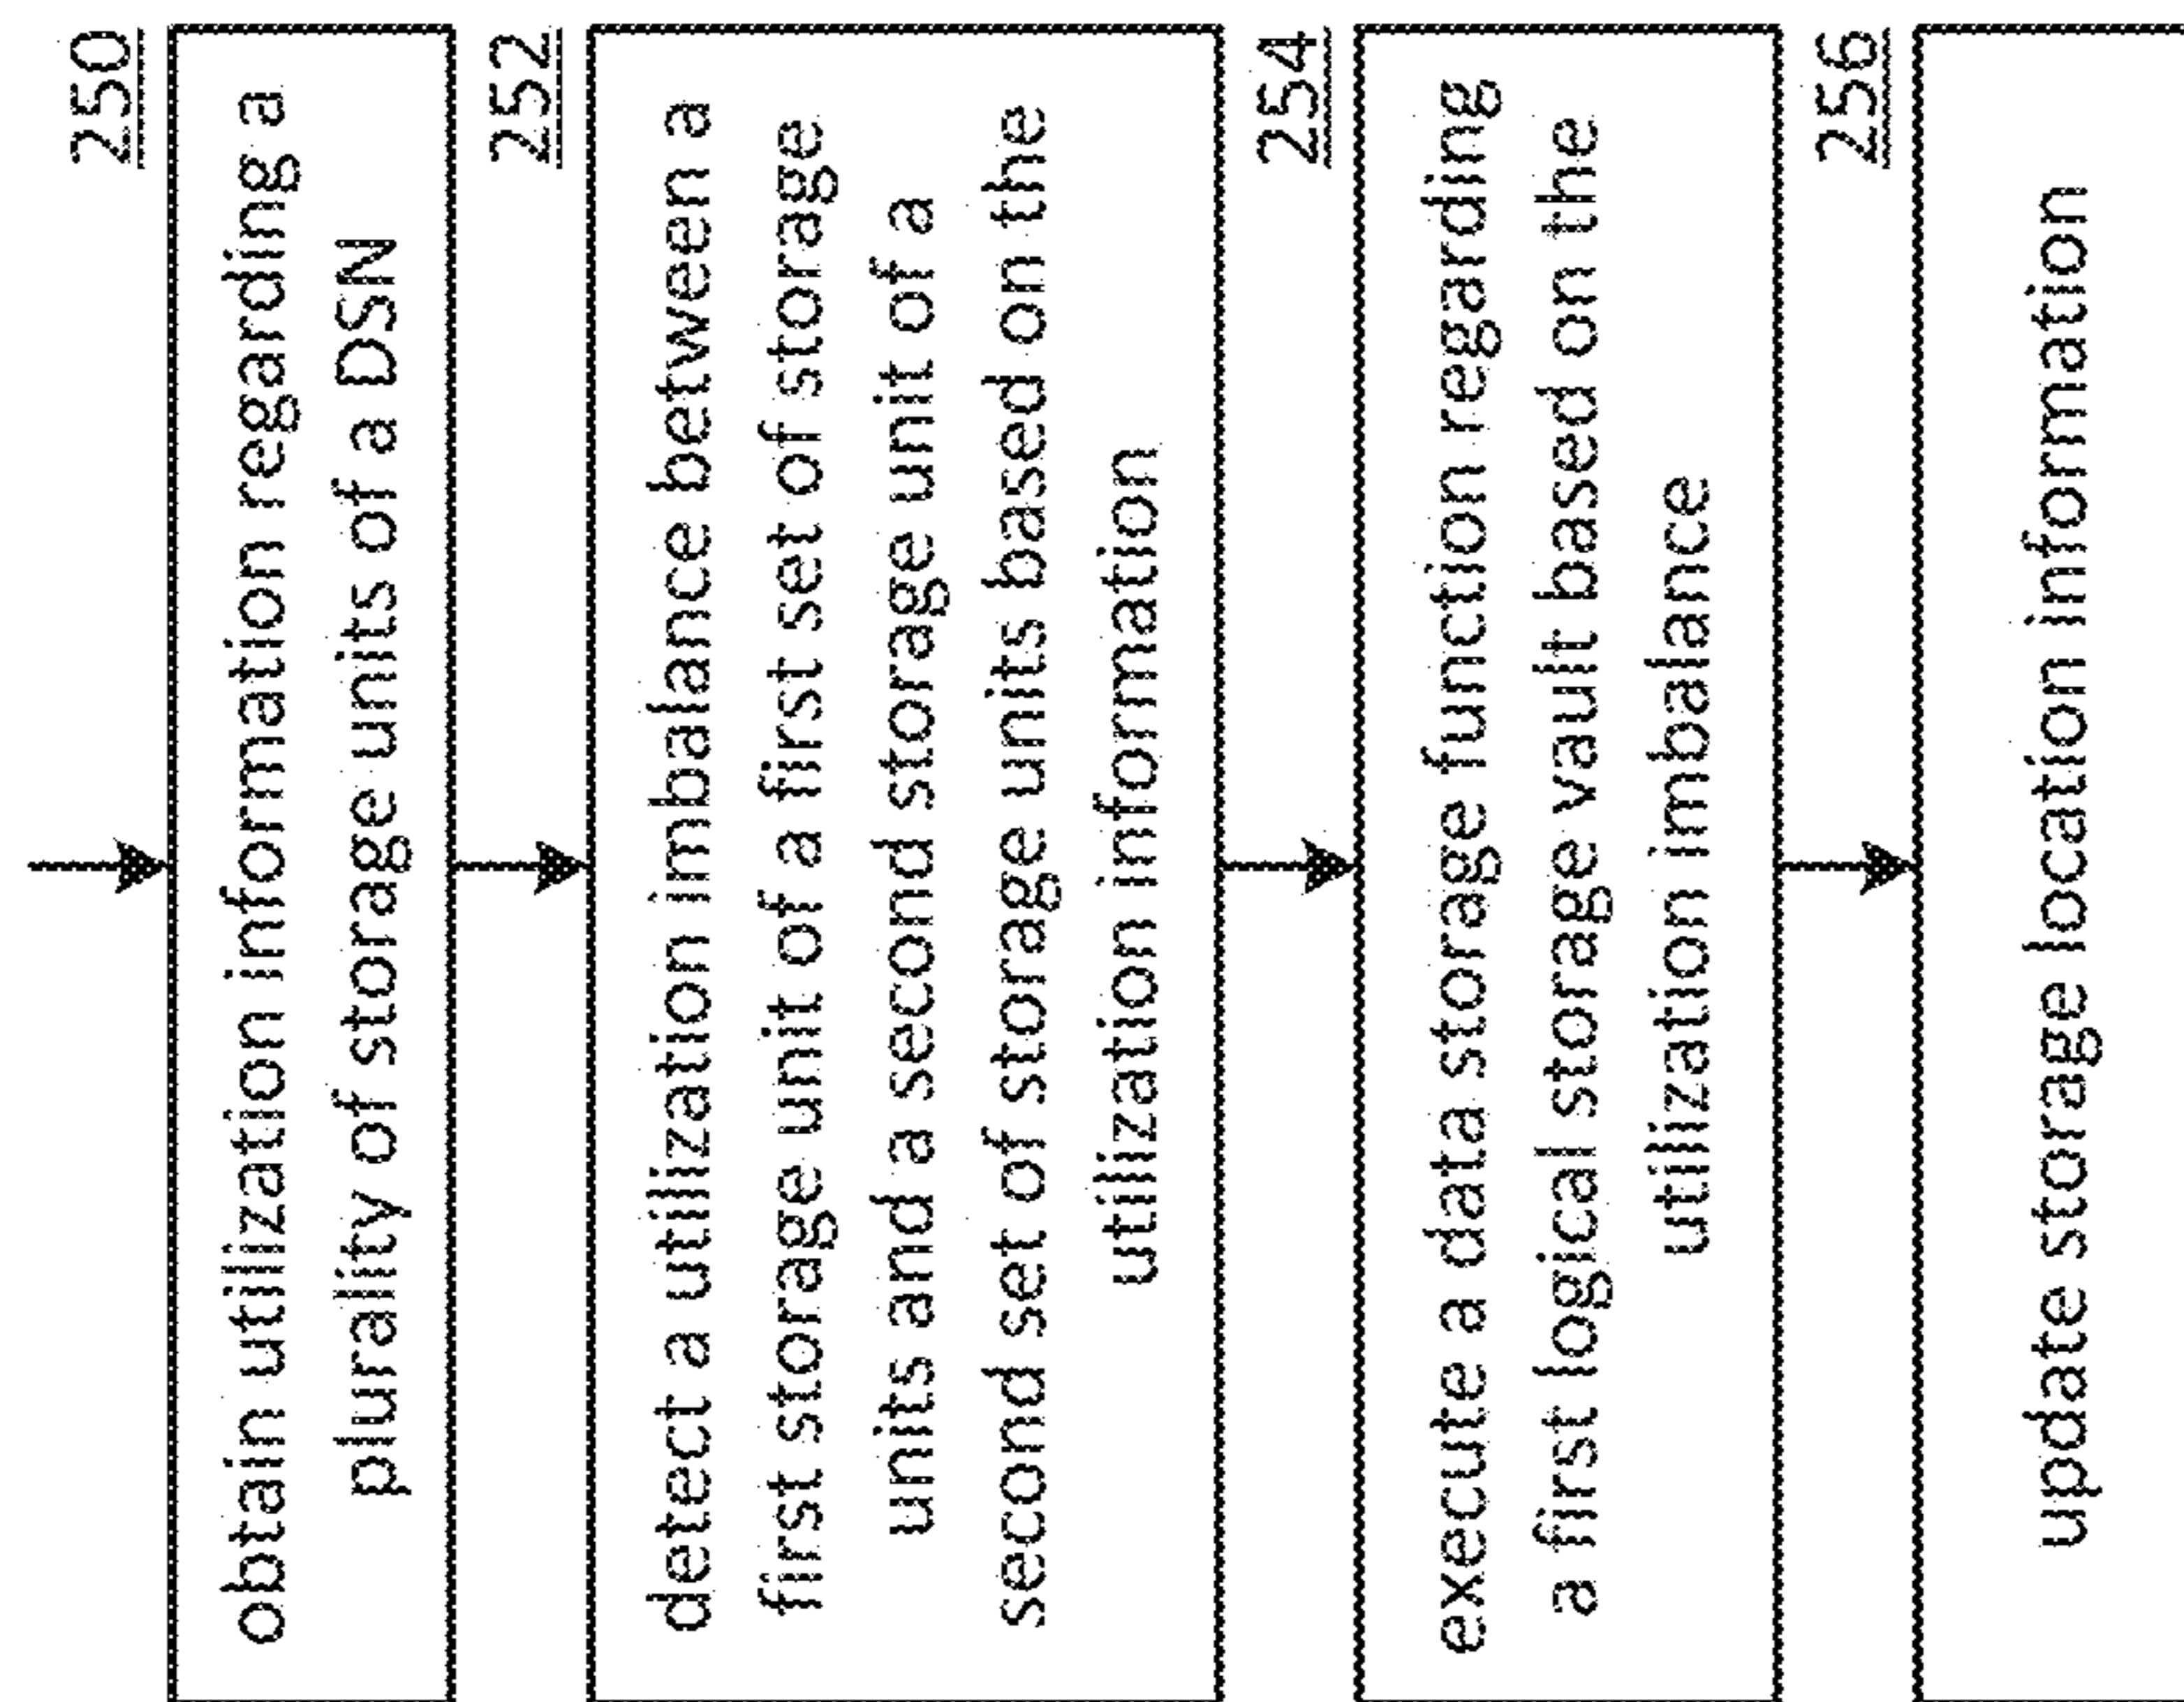 250
obtain utilization information regarding a
plurality of storage units of a DSN
252
detect a utilization imbalance between a
first storage unit of a first set of storage
units and a second storage unit of a
second set of storage units based on the
utilization information
254
execute a data storage function regarding
a first logical storage vault based on the
utilization imbalance
256
update storage location information